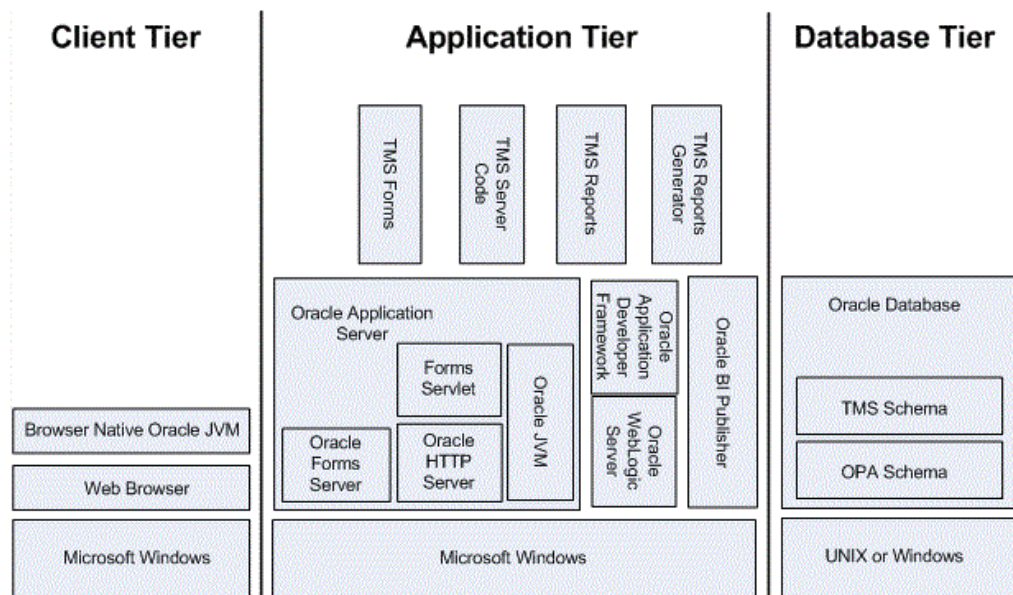 Client Tier
Application Tier
Database Tier
TMS Forms
TMS Server
Code
TMS Reports
TMS Reports
Generator
Oracle Application
Server
Forms
Servlet
Oracle
Forms
Server
Oracle
HTTP
Server
Oracle JVM
Oracle
Application
Developer
Framework
Oracle
WebLogic
Server
Oracle BI Publisher
Oracle Database
TMS Schema
OPA Schema
Browser Native Oracle JVM
Web Browser
Microsoft Windows
Microsoft Windows
UNIX or Windows